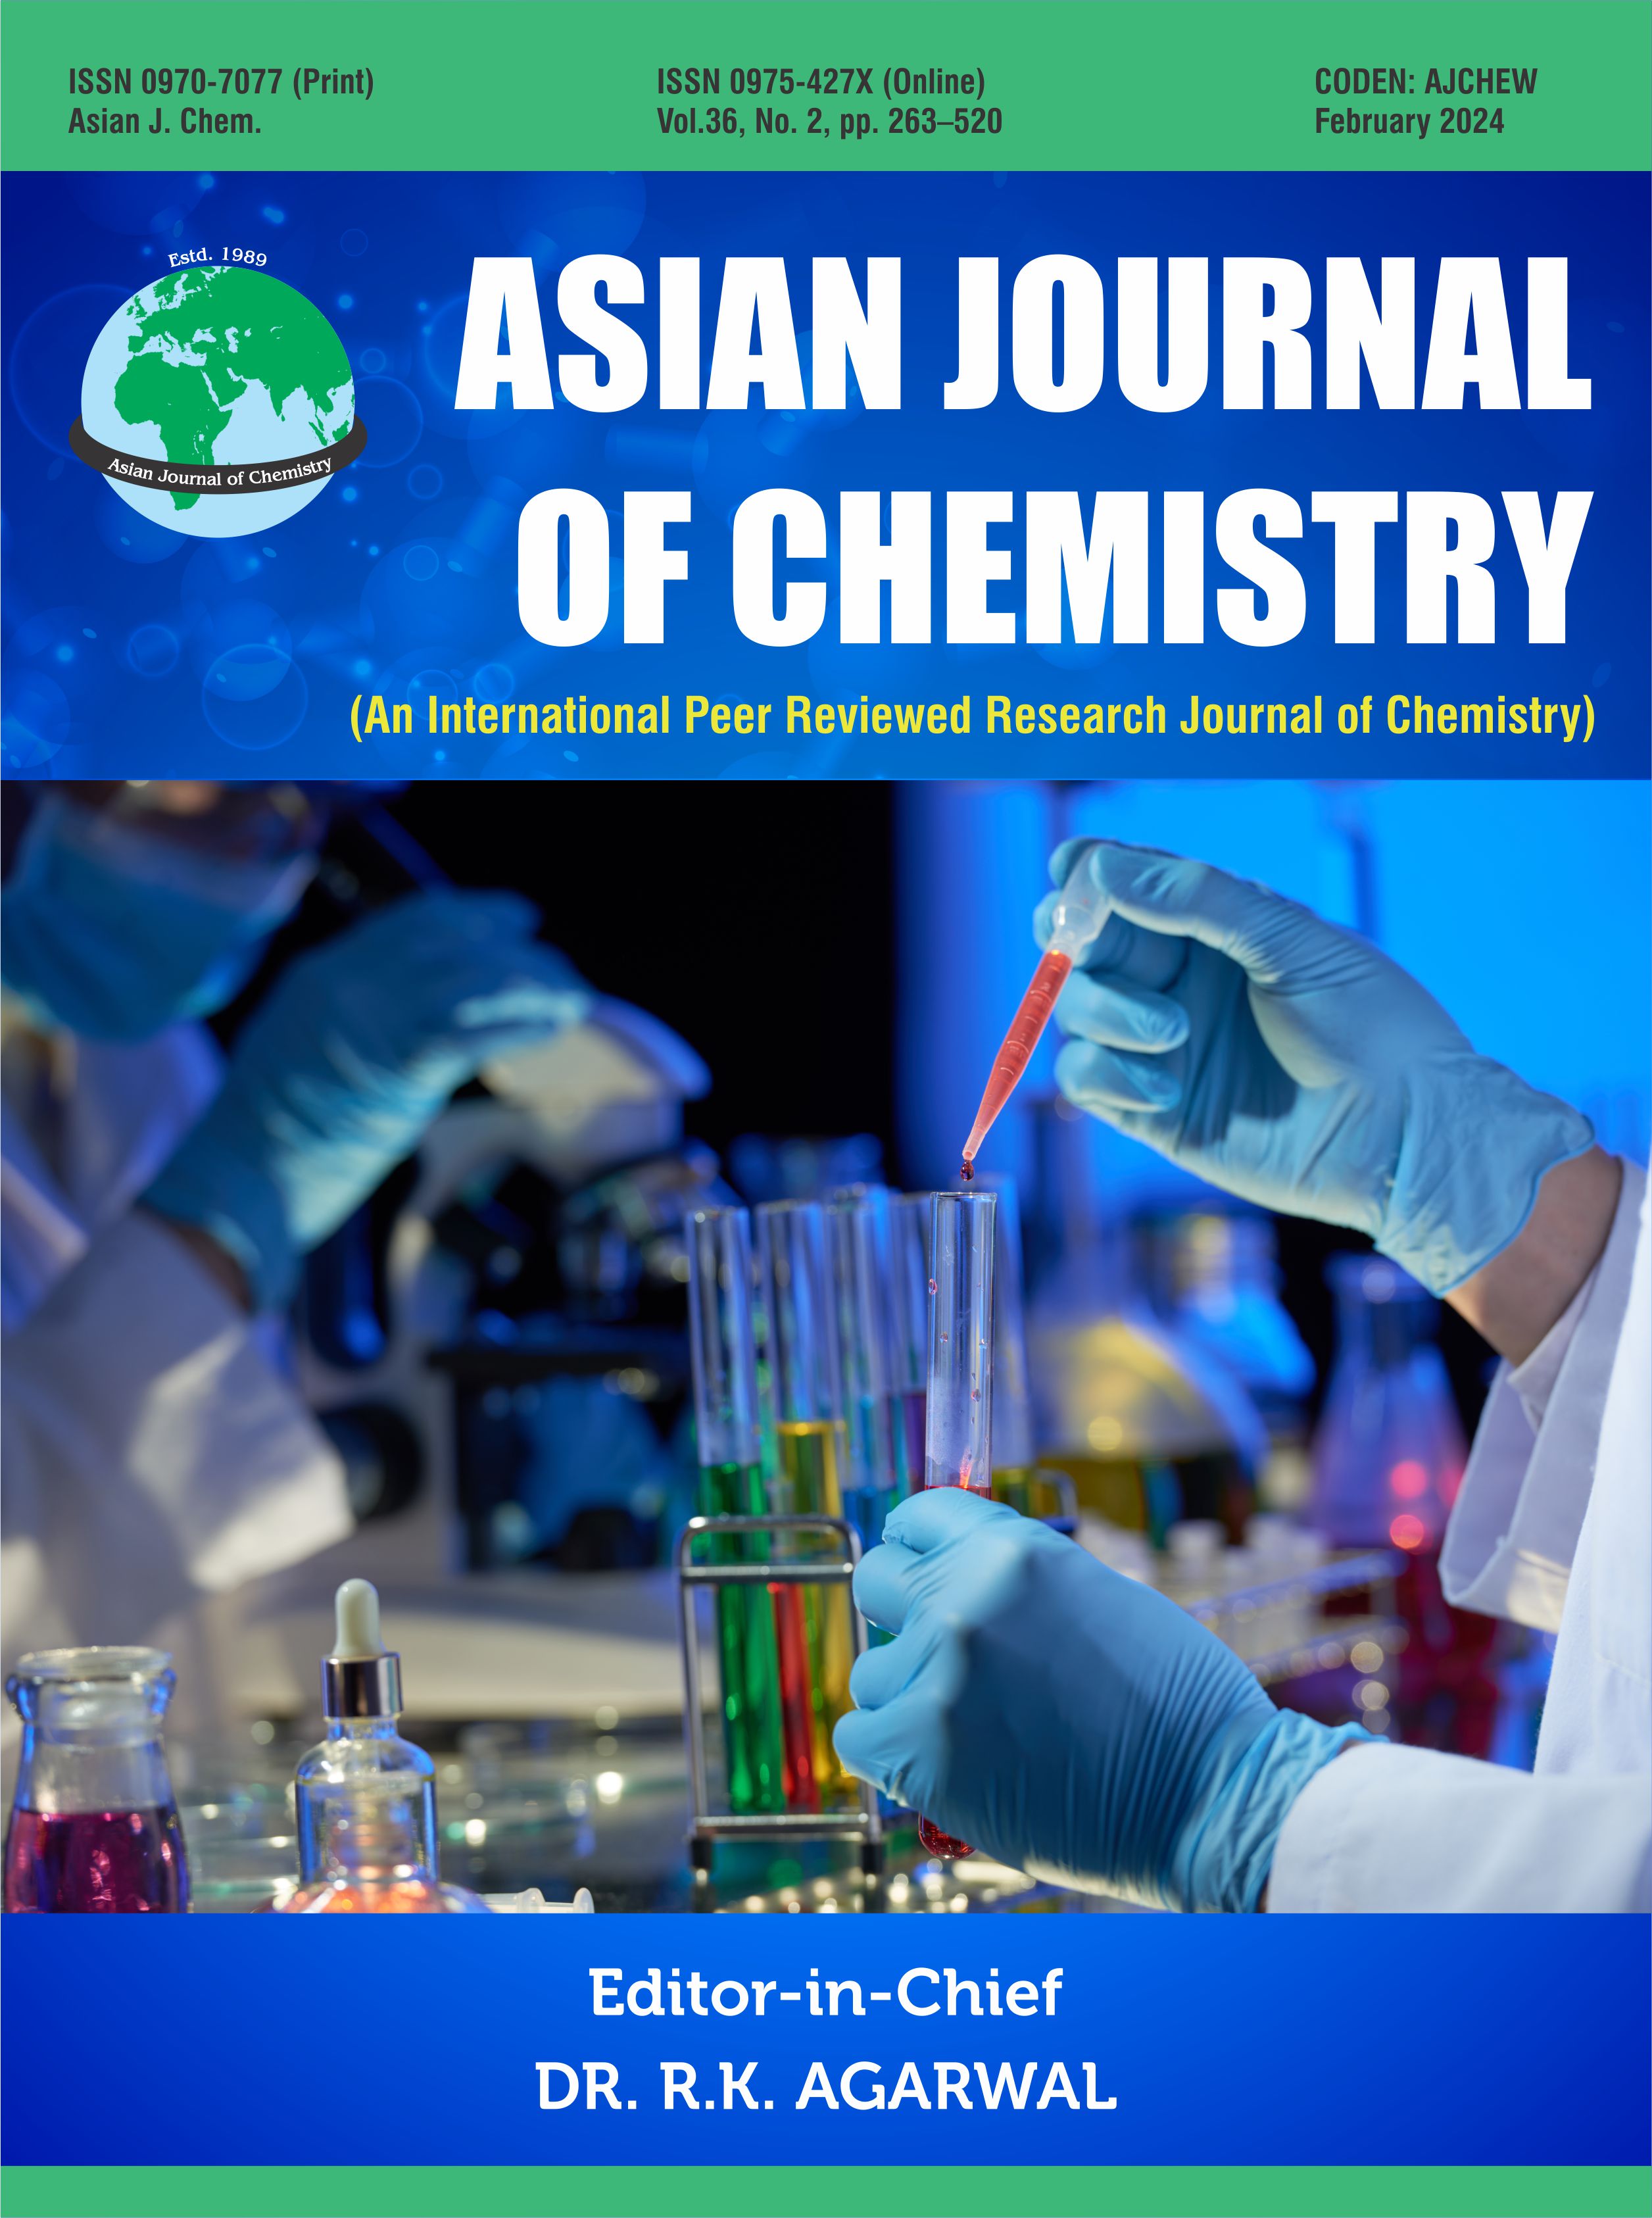 ISSN 0970-7077 (Print)
Asian J. Chem.
ISSN 0975-427X (Online)
Vol.36, No. 2, pp. 263–520
CODEN: AJCHEW
February 2024
Estd. 1989
Asian Journal of Chemistry
ASIAN JOURNAL
OF CHEMISTRY
(An International Peer Reviewed Research Journal of Chemistry)
Editor-in-Chief
DR. R.K. AGARWAL